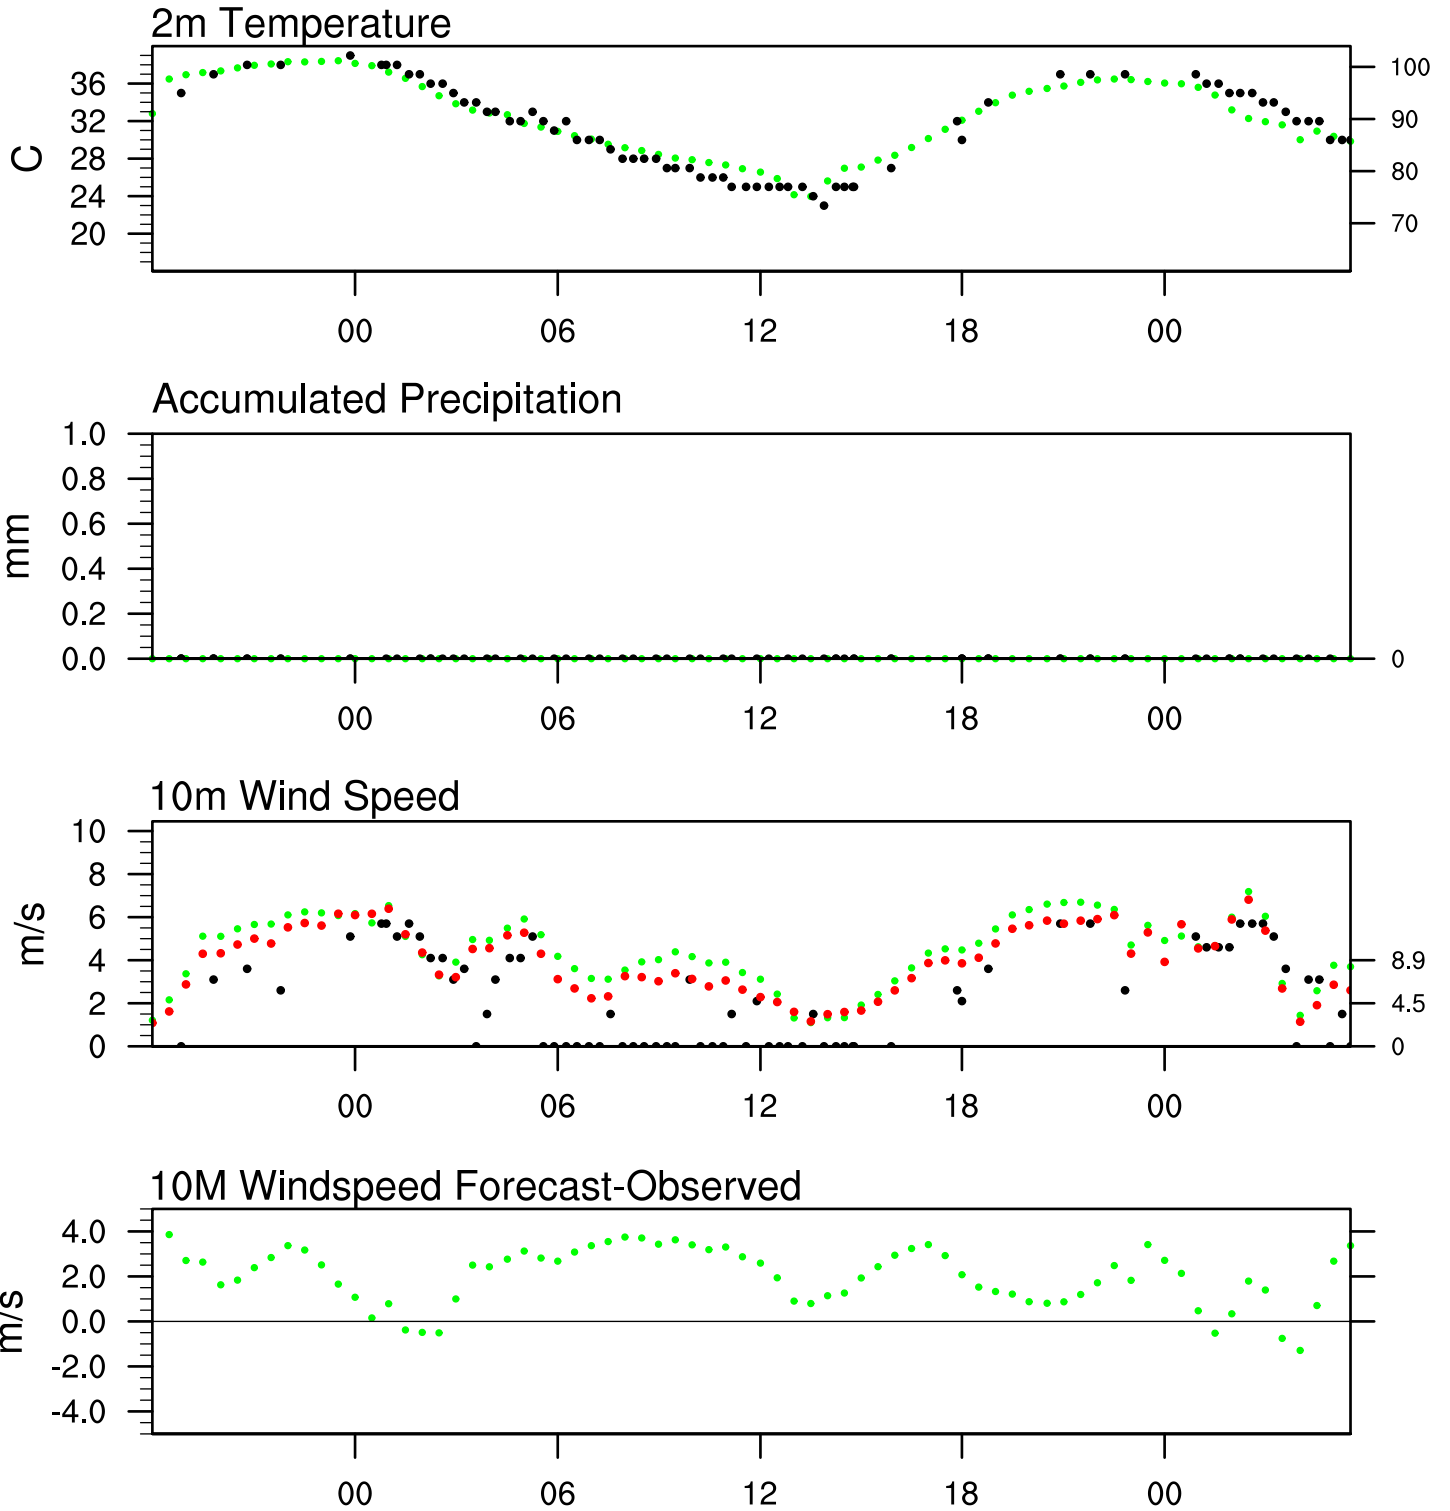 2m Temperature
36
32
28
24
20
C
100
90
80
70
00 06 12 18 00
Accumulated Precipitation
1.0
0.8
0.6
0.4
0.2
0.0
mm
0
00 06 12 18 00
10m Wind Speed
10
8
6
4
2
0
m/s
8.9
4.5
0
00 06 12 18 00
10M Windspeed Forecast-Observed
4.0
2.0
0.0
-2.0
-4.0
m/s
00 06 12 18 00